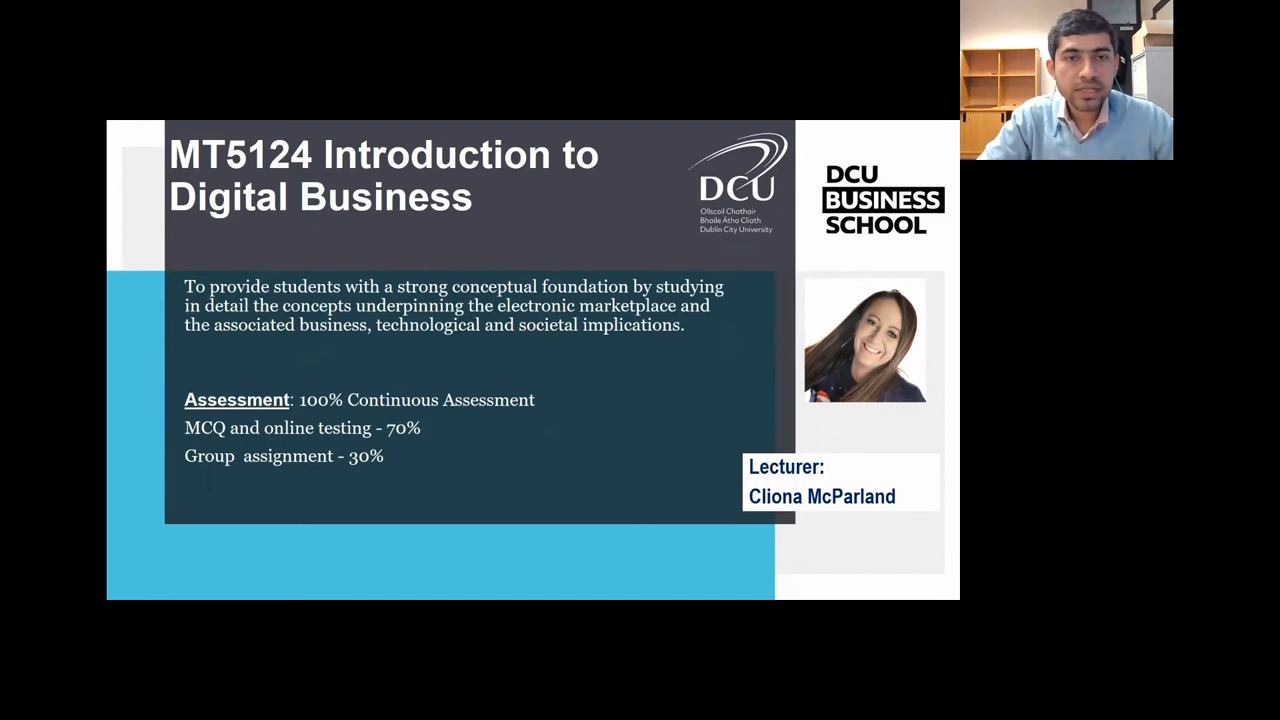 MT5124 Introduction to
Digital Business
DCU
Ollscoil Chathair
Bhaile Átha Cliath
Dublin City University
DCU
BUSINESS
SCHOOL
To provide students with a strong conceptual foundation by studying
in detail the concepts underpinning the electronic marketplace and
the associated business, technological and societal implications.
Assessment: 100% Continuous Assessment
MCQ and online testing - 70%
Group assignment - 30%
Lecturer:
Cliona McParland